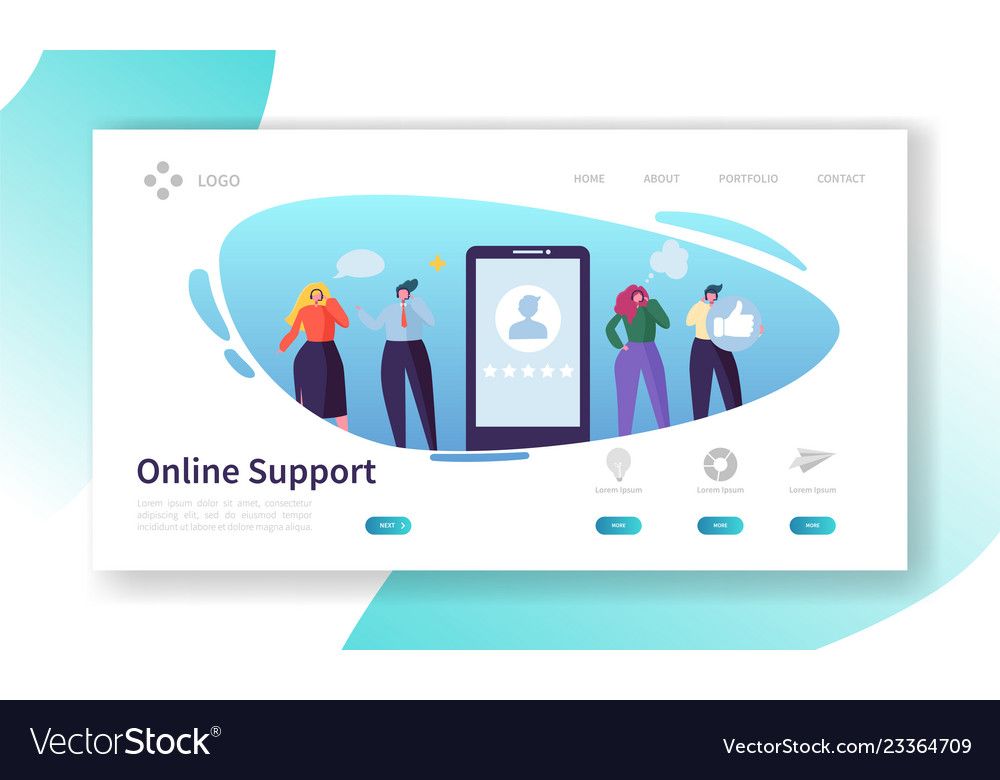 LOGO
HOME ABOUT PORTFOLIO CONTACT
Online Support
Lorem ipsum dolor sit amet, consectetur
adipiscing elit, sed do eiusmod tempor
incididunt ut labore et dolore magna aliqua.
NEXT
Lorem Ipsum Lorem Ipsum Lorem Ipsum
MORE MORE MORE
VectorStock®
VectorStock.com/23364709